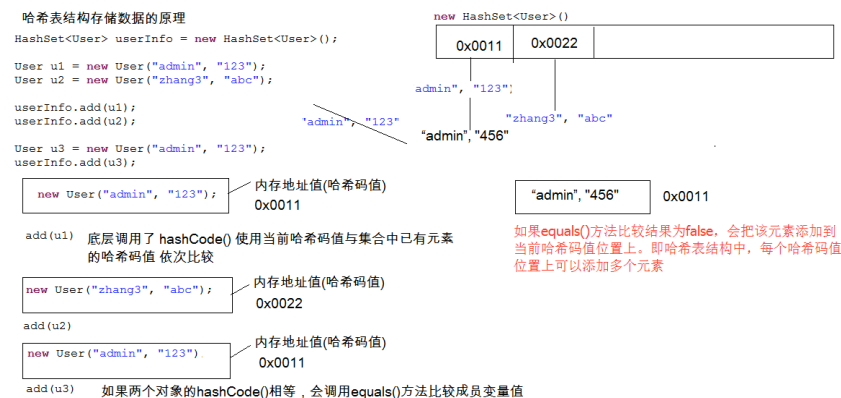 哈希表结构存储数据的原理
HashSet<User> userInfo = new HashSet<User>();
User u1 = new User("admin", "123");
User u2 = new User("zhang3", "abc");
userInfo.add(u1);
userInfo.add(u2);
User u3 = new User("admin", "123");
userInfo.add(u3);
new User("admin", "123");
内存地址值(哈希码值)
0x0011
add(u1) 底层调用了 hashCode() 使用当前哈希码值与集合中已有元素
的哈希码值 依次比较
new User("zhang3", "abc");
内存地址值(哈希码值)
0x0022
add(u2)
new User("admin", "123")
内存地址值(哈希码值)
0x0011
add(u3) 如果两个对象的hashCode()相等，会调用equals()方法比较成员变量值
new HashSet<User>()
0x0011
0x0022
admin", "123"
"zhang3", "abc"
"admin", "123"
“admin”, "456"
“admin”, "456"
0x0011
如果equals()方法比较结果为false，会把该元素添加到
当前哈希码值位置上。即哈希表结构中，每个哈希码值
位置上可以添加多个元素